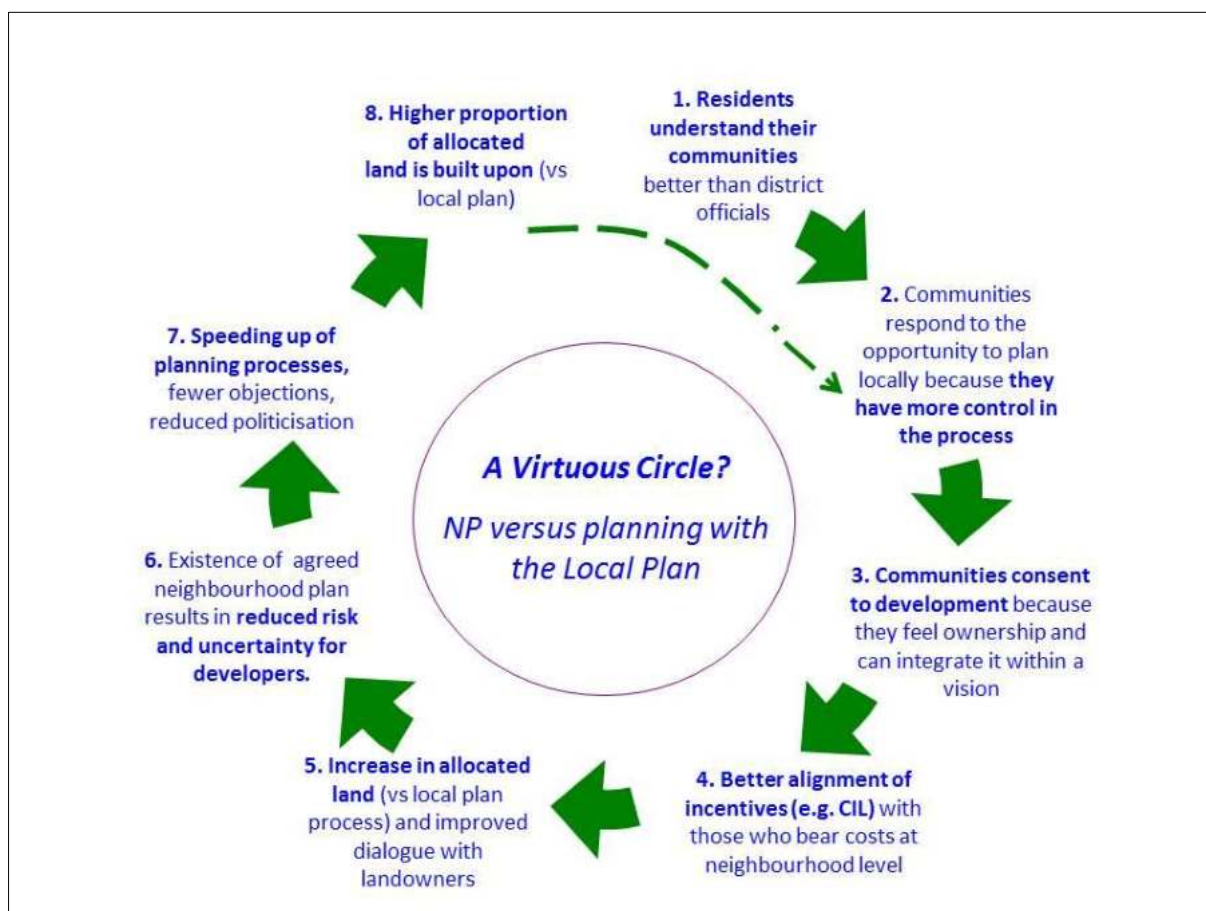 1. Residents
understand their
communities
better than district
officials
2. Communities
respond to the
opportunity to plan
locally because they
have more control in
the process
3. Communities consent
to development because
they feel ownership and
can integrate it within a
vision
4. Better alignment of
incentives (e.g. CIL) with
those who bear costs at
neighbourhood level
5. Increase in allocated
land (vs local plan
process) and improved
dialogue with
landowners
6. Existence of agreed
neighbourhood plan
results in reduced risk
and uncertainty for
developers.
7. Speeding up of
planning processes,
fewer objections,
reduced politicisation
8. Higher proportion
of allocated
land is built upon (vs
local plan)
A Virtuous Circle?
NP versus planning with
the Local Plan